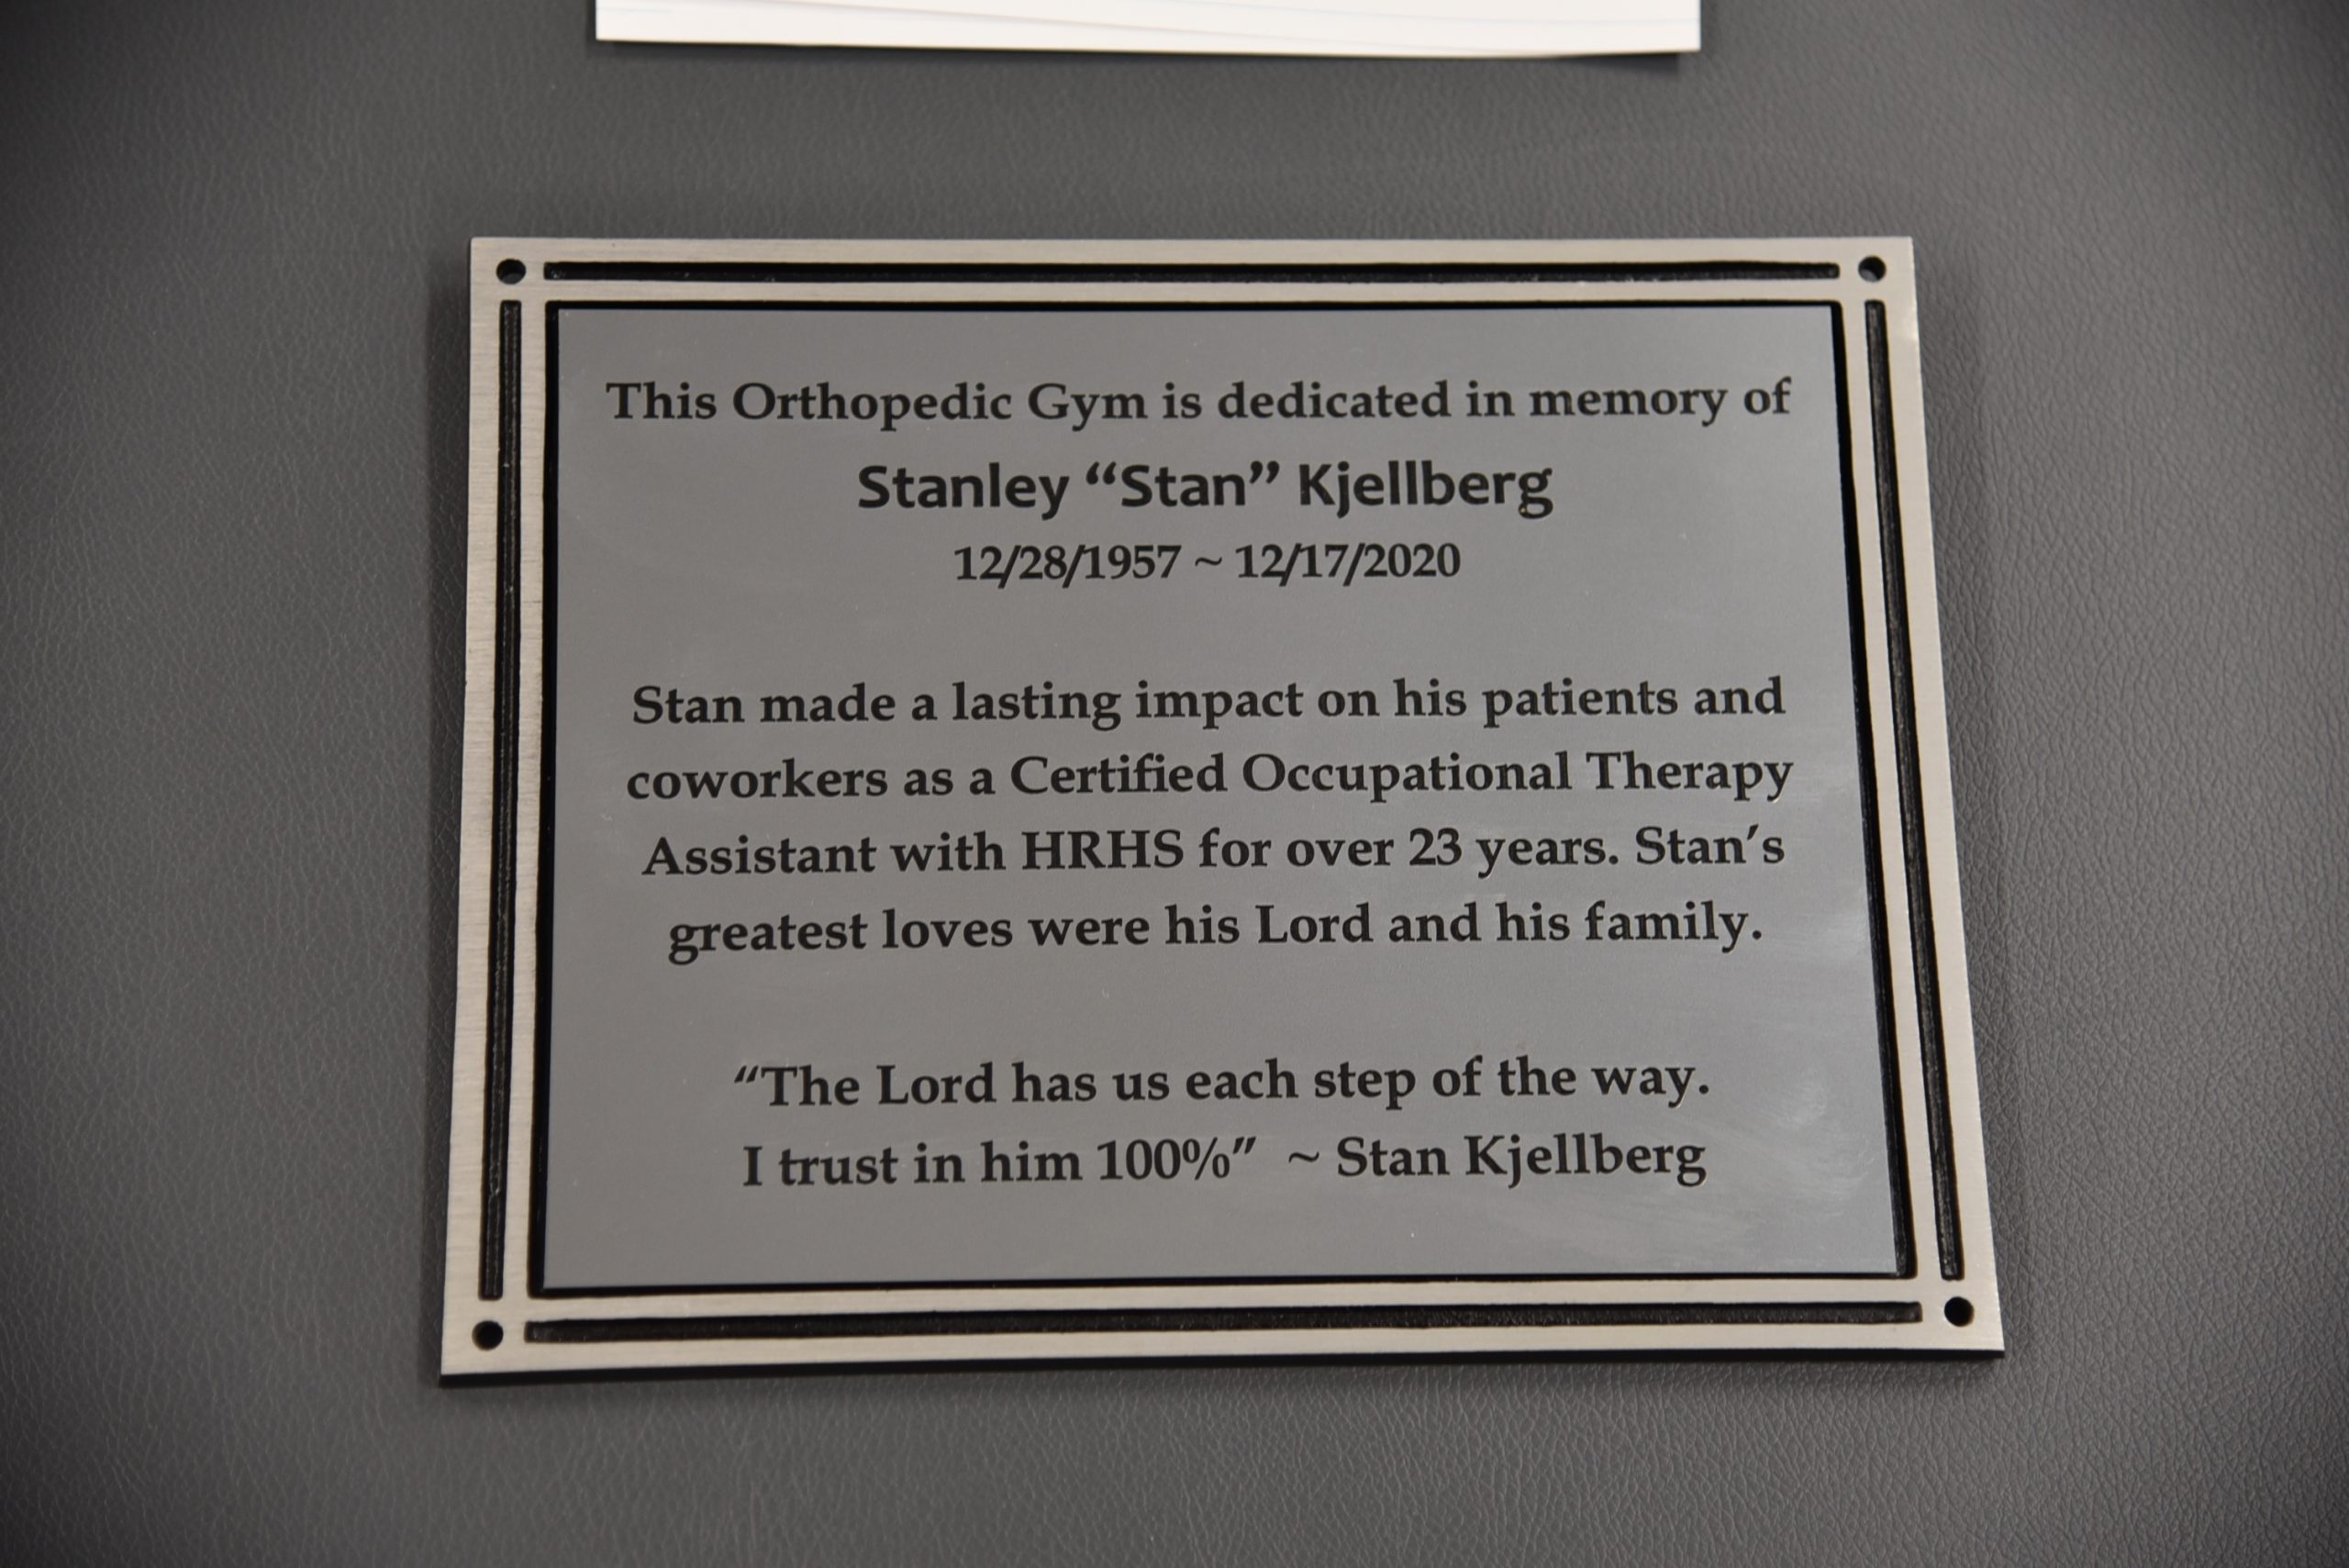 This Orthopedic Gym is dedicated in memory of
Stanley “Stan” Kjellberg
12/28/1957 ~ 12/17/2020
Stan made a lasting impact on his patients and
coworkers as a Certified Occupational Therapy
Assistant with HRHS for over 23 years. Stan’s
greatest loves were his Lord and his family.
“The Lord has us each step of the way.
I trust in him 100%” ~ Stan Kjellberg